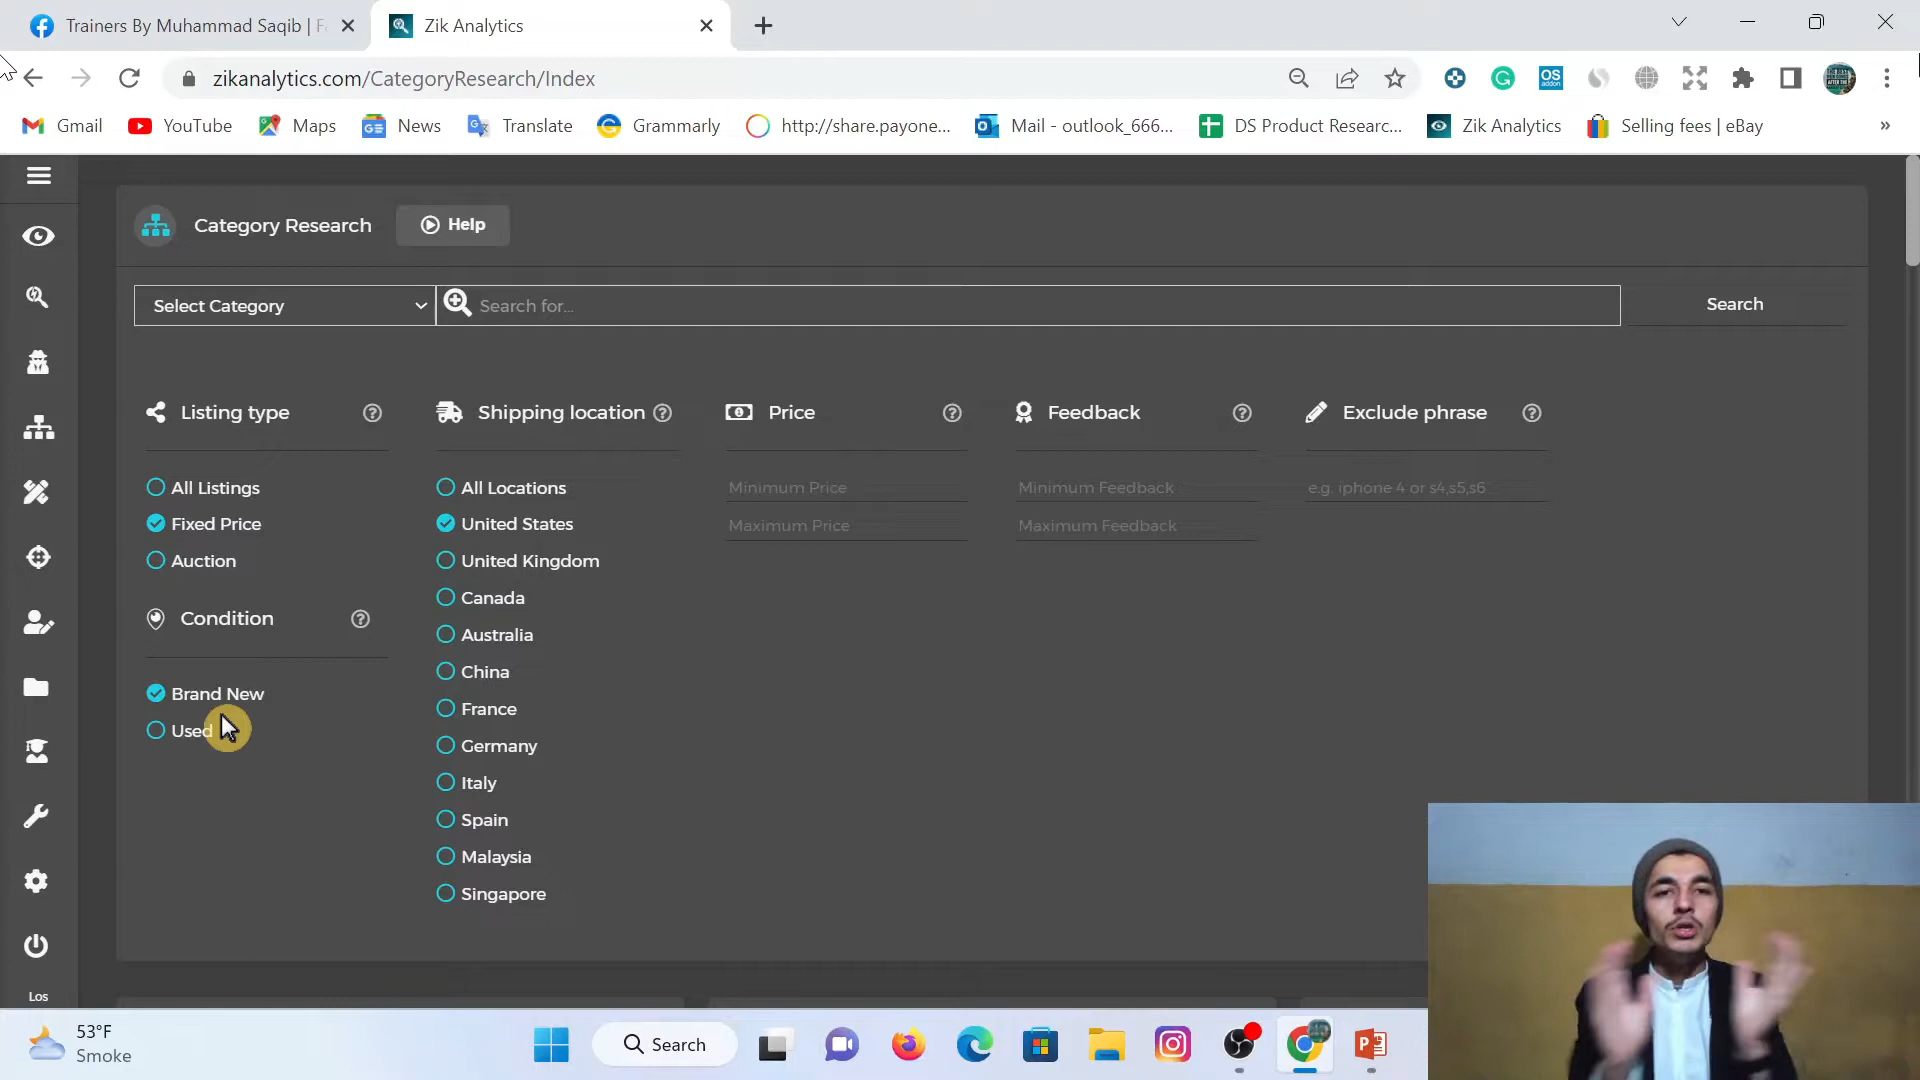 Trainers By Muhammad Saqib | Fa
Zik Analytics
zikanalytics.com/CategoryResearch/Index
OS
addon
Gmail
YouTube
Maps
News
Translate
Grammarly
http://share.payone...
Mail - outlook_666...
DS Product Researc...
Zik Analytics
Selling fees | eBay
»
Category Research
Help
Select Category
Search for...
Search
Listing type
All Listings
Fixed Price
Auction
Condition
Brand New
Used
Shipping location
All Locations
United States
United Kingdom
Canada
Australia
China
France
Germany
Italy
Spain
Malaysia
Singapore
Price
Minimum Price
Maximum Price
Feedback
Minimum Feedback
Maximum Feedback
Exclude phrase
e.g. iphone 4 or s4,s5,s6
Los
53°F
Smoke
Search